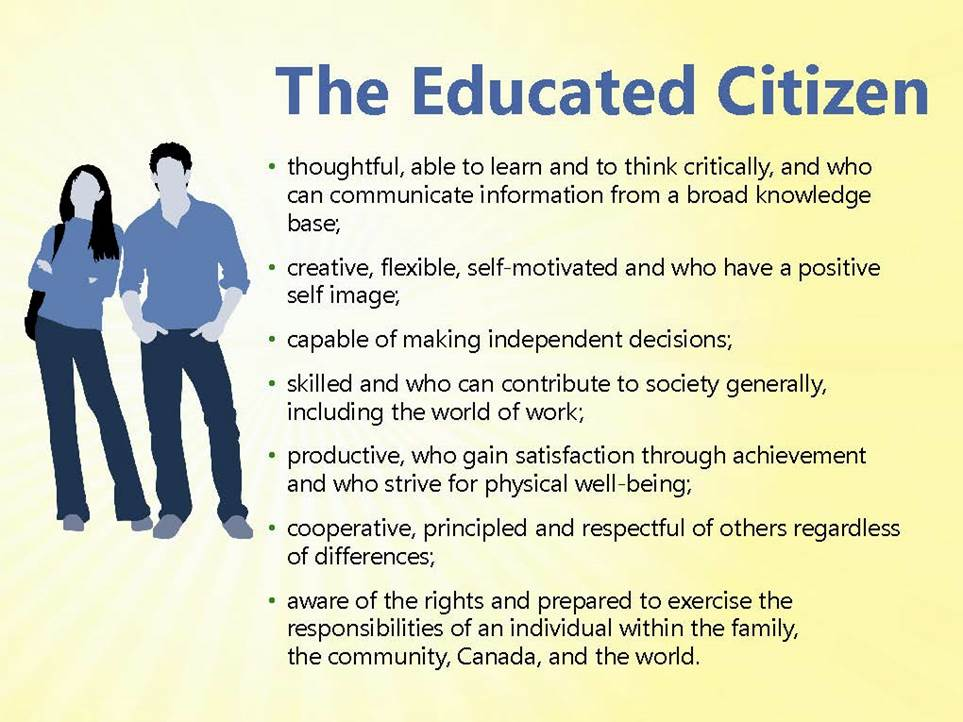 The Educated Citizen
• thoughtful, able to learn and to think critically, and who
can communicate information from a broad knowledge
base;
• creative, flexible, self-motivated and who have a positive
self image;
• capable of making independent decisions;
• skilled and who can contribute to society generally,
including the world of work;
• productive, who gain satisfaction through achievement
and who strive for physical well-being;
• cooperative, principled and respectful of others regardless
of differences;
• aware of the rights and prepared to exercise the
responsibilities of an individual within the family,
the community, Canada, and the world.